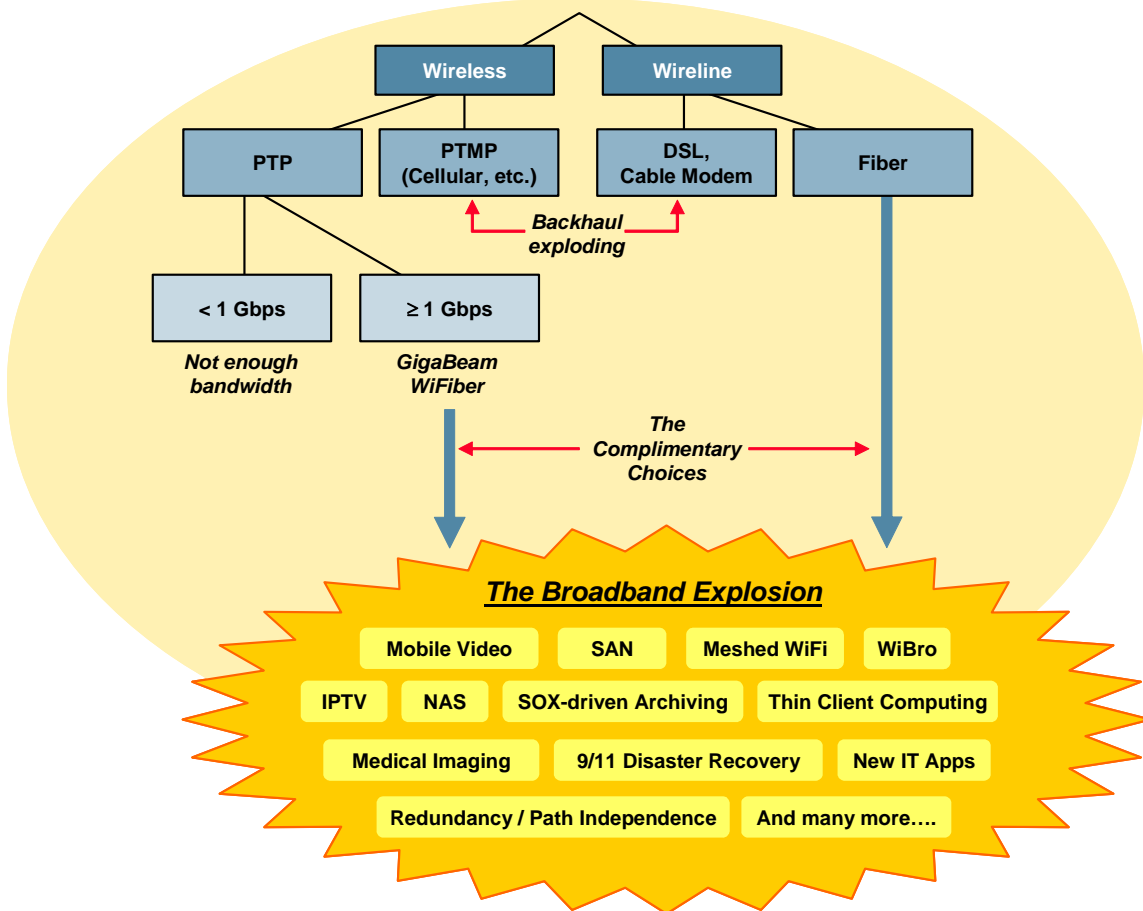 Wireless
Wireline
PTP
PTMP
(Cellular, etc.)
DSL,
Cable Modem
Fiber
Backhaul
exploding
< 1 Gbps
≥ 1 Gbps
Not enough
bandwidth
GigaBeam
WiFiber
The
Complimentary
Choices
The Broadband Explosion
Mobile Video
SAN
Meshed WiFi
WiBro
IPTV
NAS
SOX-driven Archiving
Thin Client Computing
Medical Imaging
9/11 Disaster Recovery
New IT Apps
Redundancy / Path Independence
And many more….